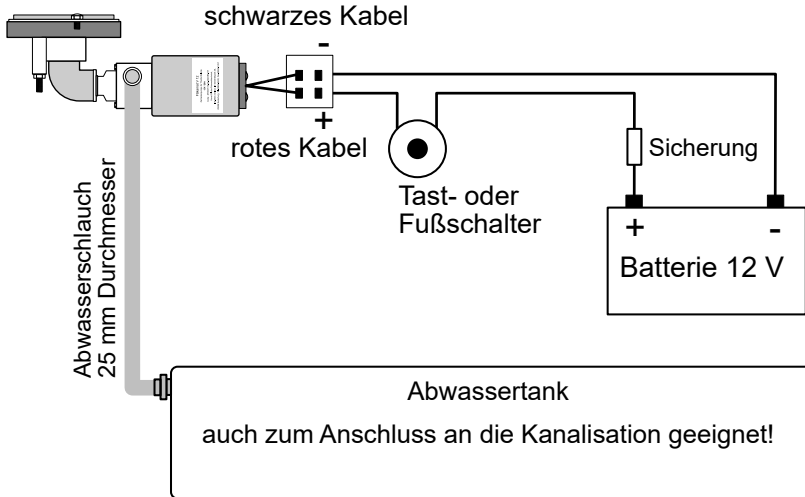 schwarzes Kabel
-
+
rotes Kabel
Tast- oder
Fußschalter
Sicherung
+ -
Batterie 12 V
Abwasserschlauch
25 mm Durchmesser
Abwassertank
auch zum Anschluss an die Kanalisation geeignet!